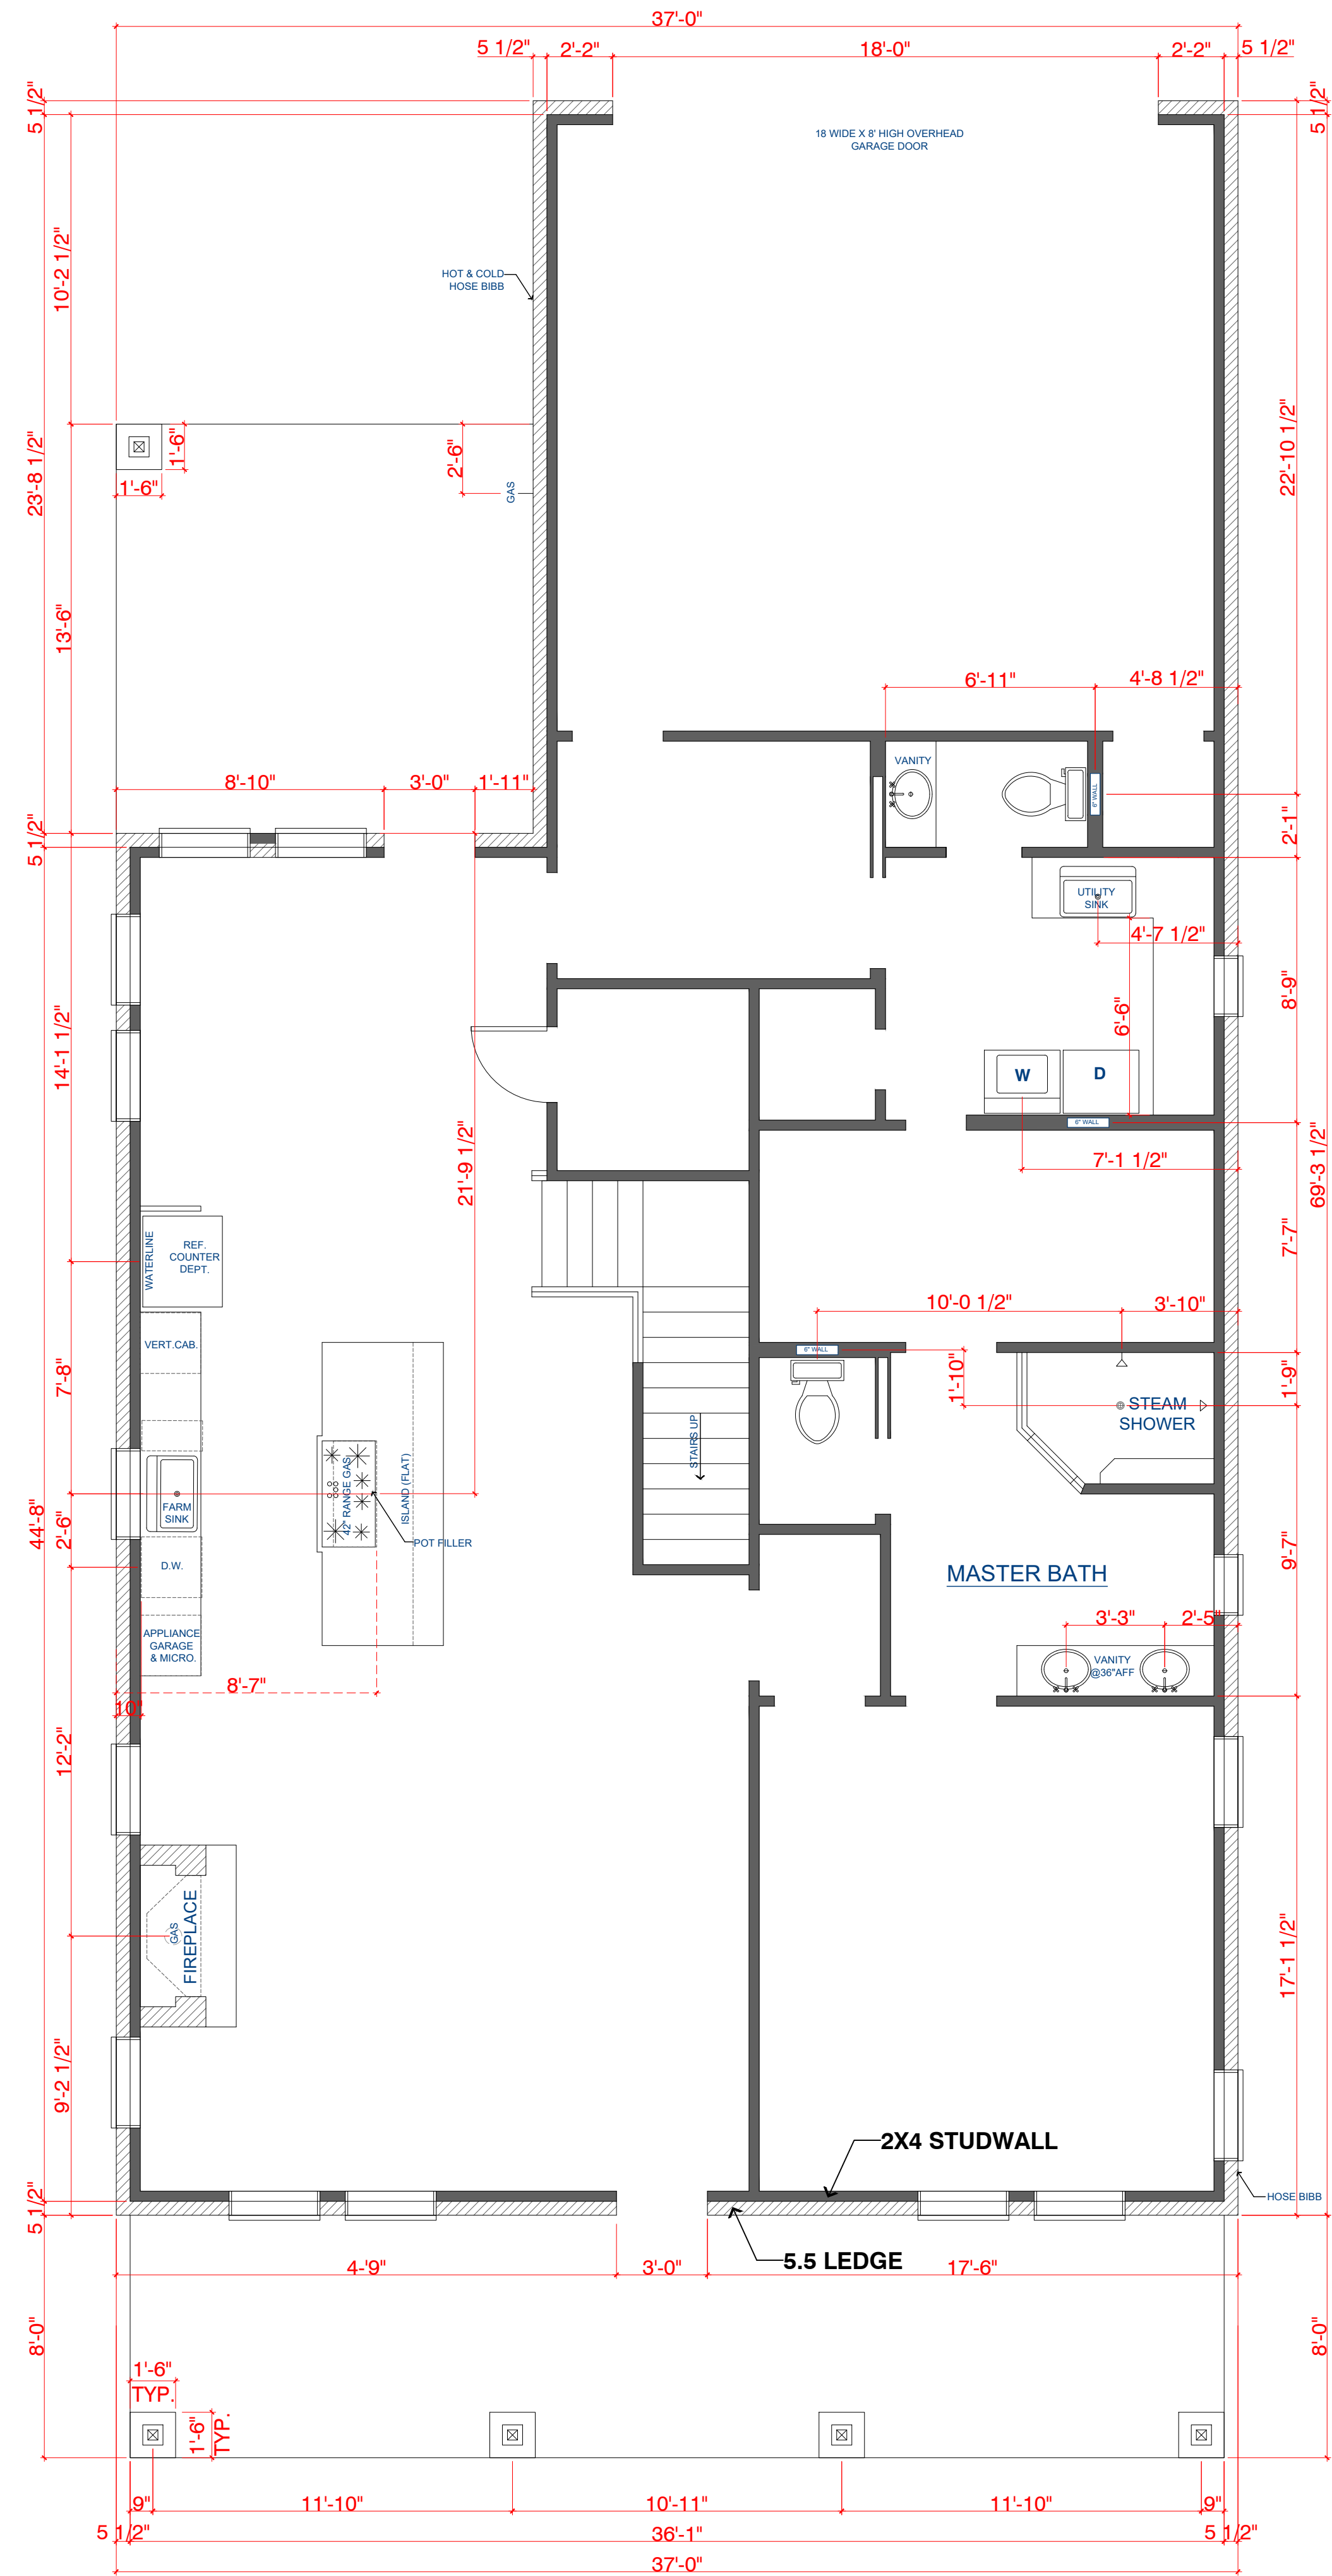 37'-0"
5 1/2"
2'-2"
18'-0"
2'-2"
5 1/2"
5 1/2"
5 1/2"
18 WIDE X 8' HIGH OVERHEAD
GARAGE DOOR
10'-2 1/2"
HOT & COLD
HOSE BIBB
23'-8 1/2"
1'-6"
1'-6"
2'-6"
GAS
22'-10 1/2"
13'-6"
6'-11"
4'-8 1/2"
8'-10"
3'-0"
1'-11"
VANITY
6" WALL
2'-1"
5 1/2"
UTILITY
SINK
4'-7 1/2"
8'-9"
6'-6"
14'-1 1/2"
W
D
6" WALL
21'-9 1/2"
7'-1 1/2"
69'-3 1/2"
WATERLINE
REF.
COUNTER
DEPT.
7'-7"
10'-0 1/2"
3'-10"
VERT.CAB.
6" WALL
7'-8"
1'-10"
1'-9"
STEAM
SHOWER
STAIRS UP
42" RANGE GAS
ISLAND (FLAT)
FARM
SINK
44'-8"
2'-6"
POT FILLER
D.W.
9'-7"
MASTER BATH
APPLIANCE
GARAGE
& MICRO.
3'-3"
2'-5"
VANITY
@36"AFF
8'-7"
10"
12'-2"
GAS
FIREPLACE
17'-1 1/2"
9'-2 1/2"
2X4 STUDWALL
HOSE BIBB
5 1/2"
5.5 LEDGE
4-'9"
3'-0"
17'-6"
8'-0"
8'-0"
1'-6"
TYP.
1'-6"
TYP.
9"
11'-10"
10'-11"
11'-10"
9"
5 1/2"
36'-1"
5 1/2"
37'-0"